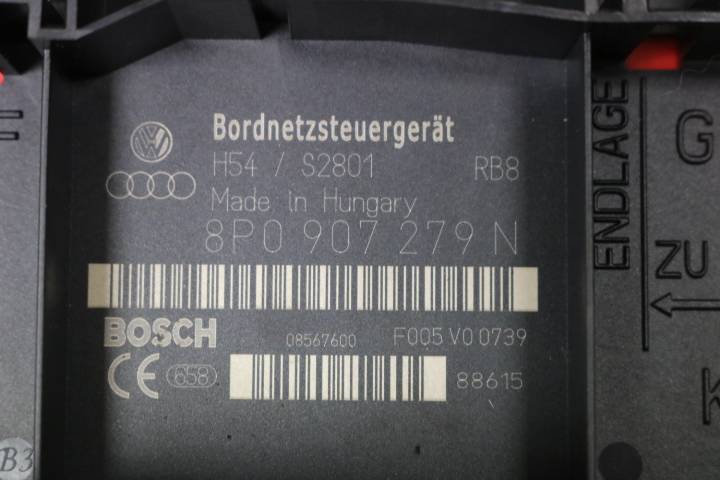 Bordnetzsteuergerät
H54 / S2801 RB8
Made in Hungary
8P0 907 279 N
BOSCH 08567600 F005 V0 0739
CE 658 88615
ENDLAGE
G
ZU
K
F
B3